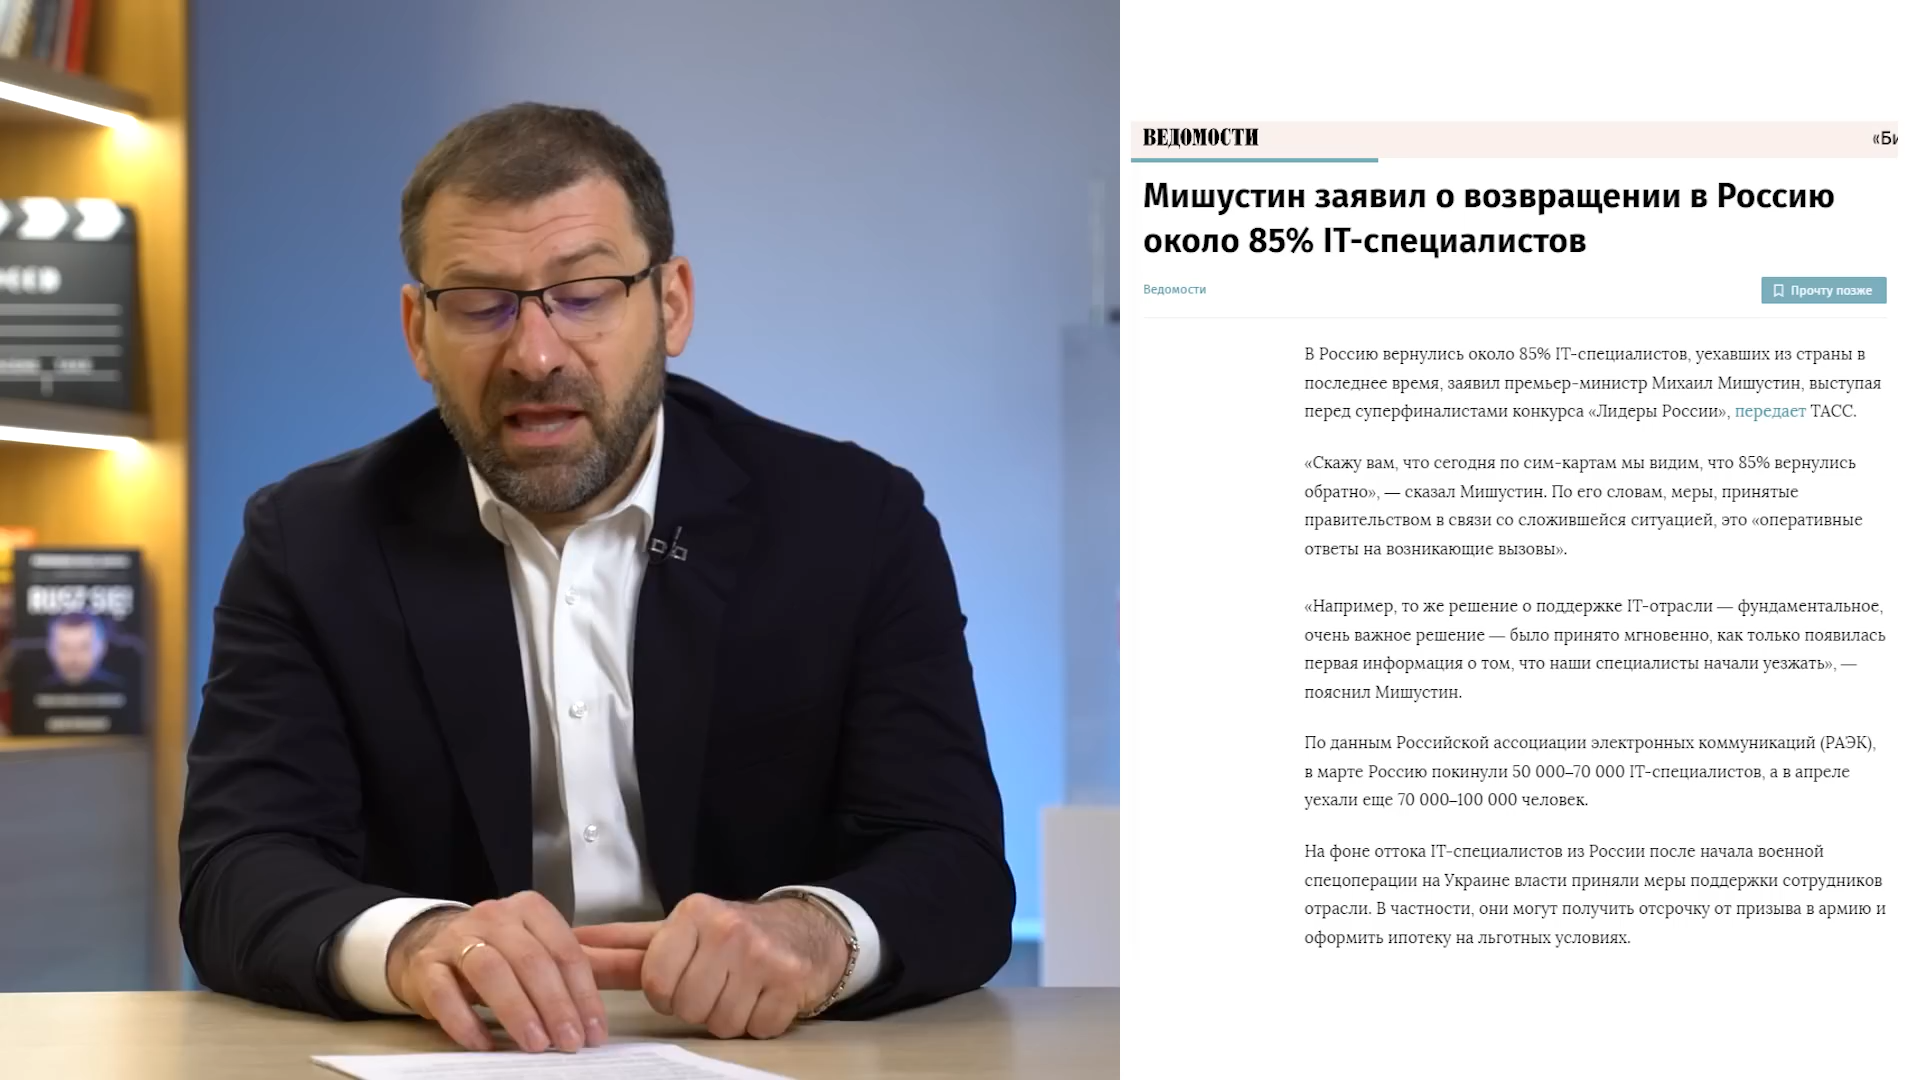 ВЕДОМОСТИ
«Би
Мишустин заявил о возвращении в Россию
около 85% IT-специалистов
Ведомости
Прочту позже
В Россию вернулись около 85% IT-специалистов, уехавших из страны в
последнее время, заявил премьер-министр Михаил Мишустин, выступая
перед суперфиналистами конкурса «Лидеры России», передает ТАСС.
«Скажу вам, что сегодня по сим-картам мы видим, что 85% вернулись
обратно», — сказал Мишустин. По его словам, меры, принятые
правительством в связи со сложившейся ситуацией, это «оперативные
ответы на возникающие вызовы».
«Например, то же решение о поддержке IT-отрасли — фундаментальное,
очень важное решение — было принято мгновенно, как только появилась
первая информация о том, что наши специалисты начали уезжать», —
пояснил Мишустин.
По данным Российской ассоциации электронных коммуникаций (РАЭК),
в марте Россию покинули 50 000–70 000 IT-специалистов, а в апреле
уехали еще 70 000–100 000 человек.
На фоне оттока IT-специалистов из России после начала военной
спецоперации на Украине власти приняли меры поддержки сотрудников
отрасли. В частности, они могут получить отсрочку от призыва в армию и
оформить ипотеку на льготных условиях.